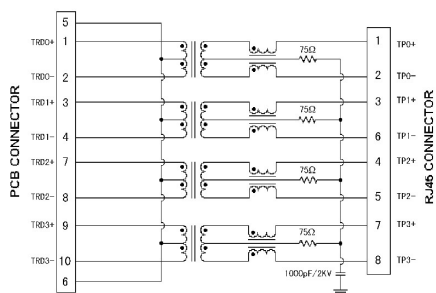 5
TRD0+ 1 75Ω 1 TP0+
TRD0- 2 2 TP0-
TRD1+ 3 75Ω 3 TP1+
TRD1- 4 6 TP1-
TRD2+ 7 75Ω 4 TP2+
TRD2- 8 5 TP2-
TRD3+ 9 75Ω 7 TP3+
TRD3- 10 8 TP3-
6
1000pF/2KV
PCB CONNECTOR
RJ45 CONNECTOR